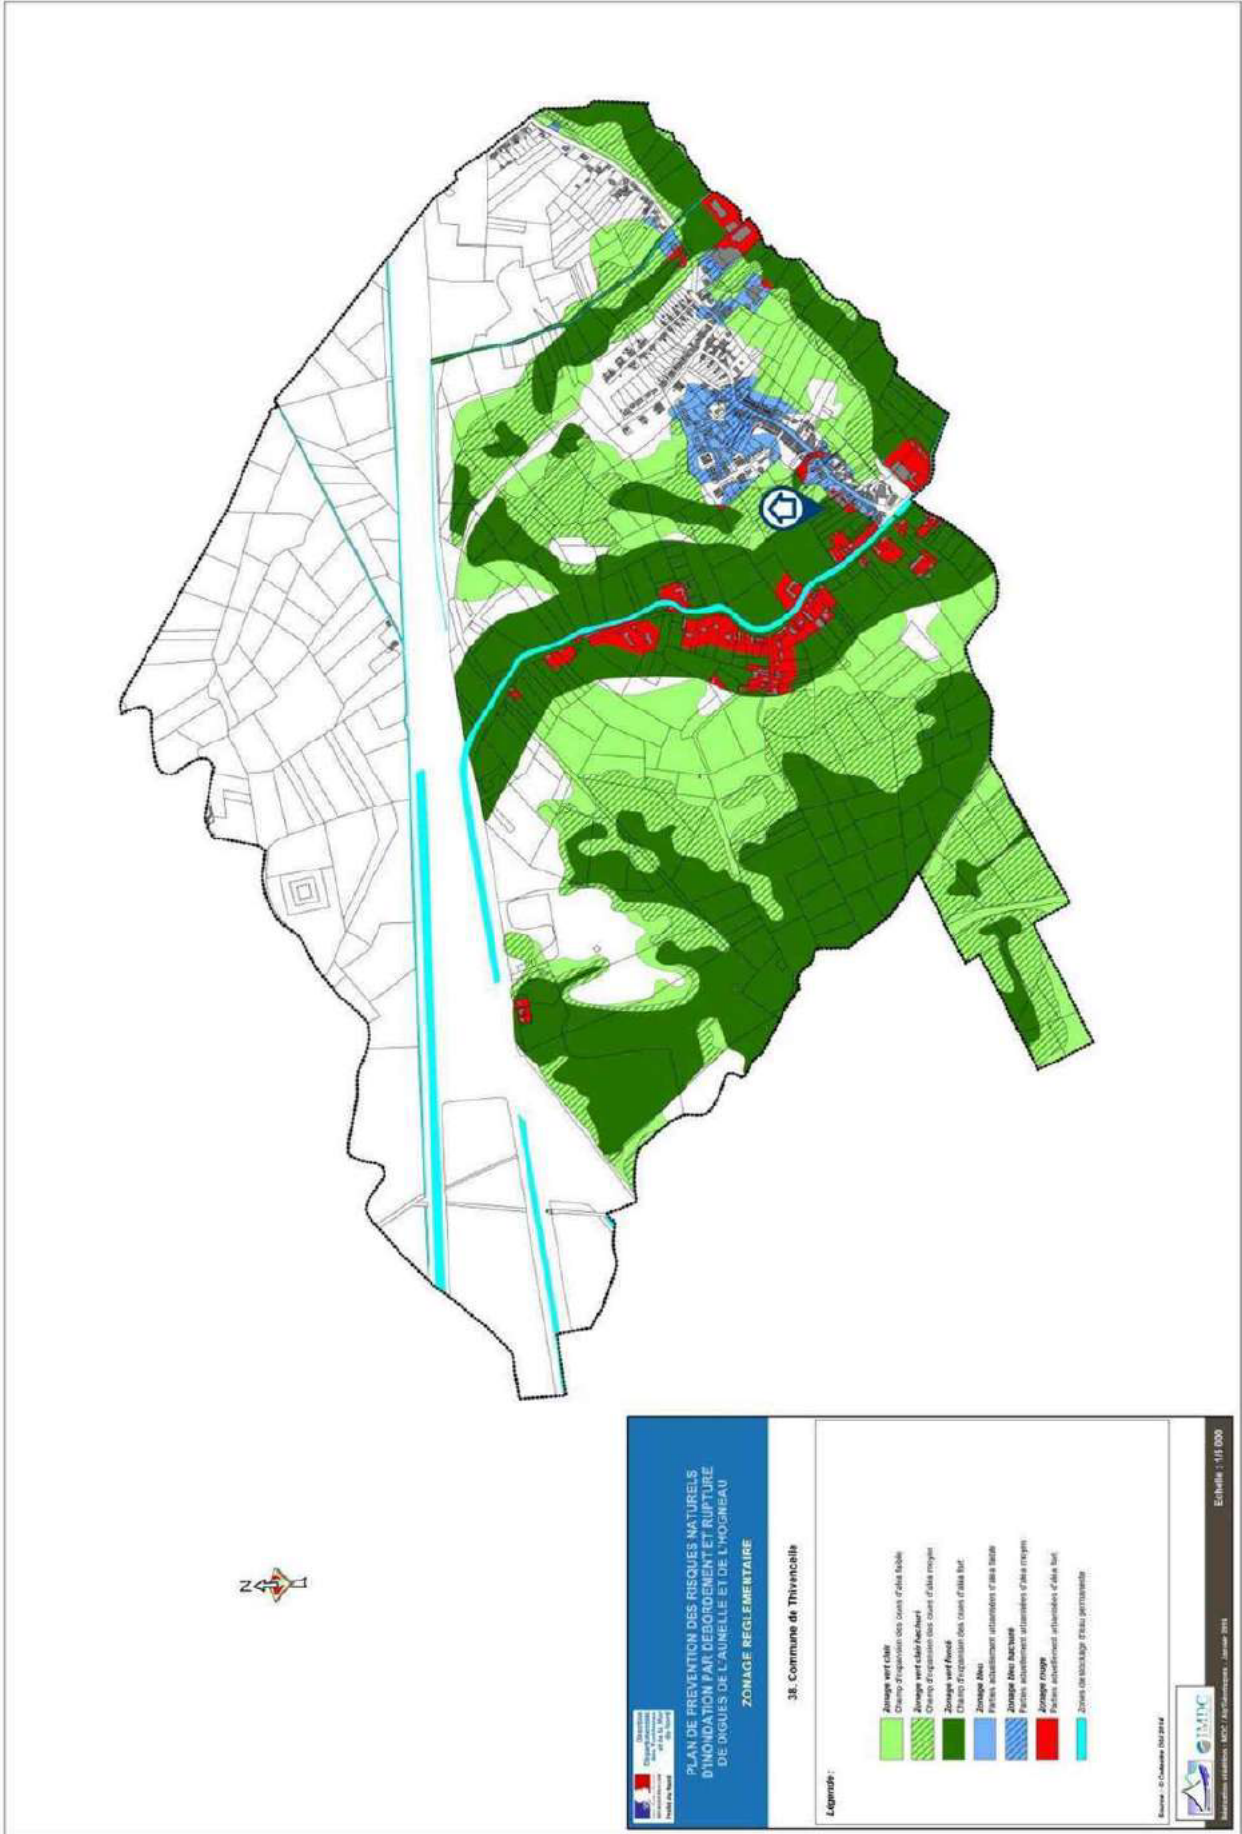 N
PLAN DE PREVENTION DES RISQUES NATURELS
D'INONDATION PAR DEBORDEMENT ET RUPTURE
DE DIGUES DE L'AUNELLE ET DE L'HOGNEAU
ZONAGE REGLEMENTAIRE
38. Commune de Thivencelle
Légende :
Zonage vert clair
Champ d'expansion des crues d'aléa faible
Zonage vert clair hachuré
Champ d'expansion des crues d'aléa moyen
Zonage vert foncé
Champ d'expansion des crues d'aléa fort
Zonage bleu
Parties actuellement urbanisées d'aléa faible
Zonage bleu hachuré
Parties actuellement urbanisées d'aléa moyen
Zonage rouge
Parties actuellement urbanisées d'aléa fort
Zones de stockage d'eau permanente
IMDC
Echelle : 1/5 000